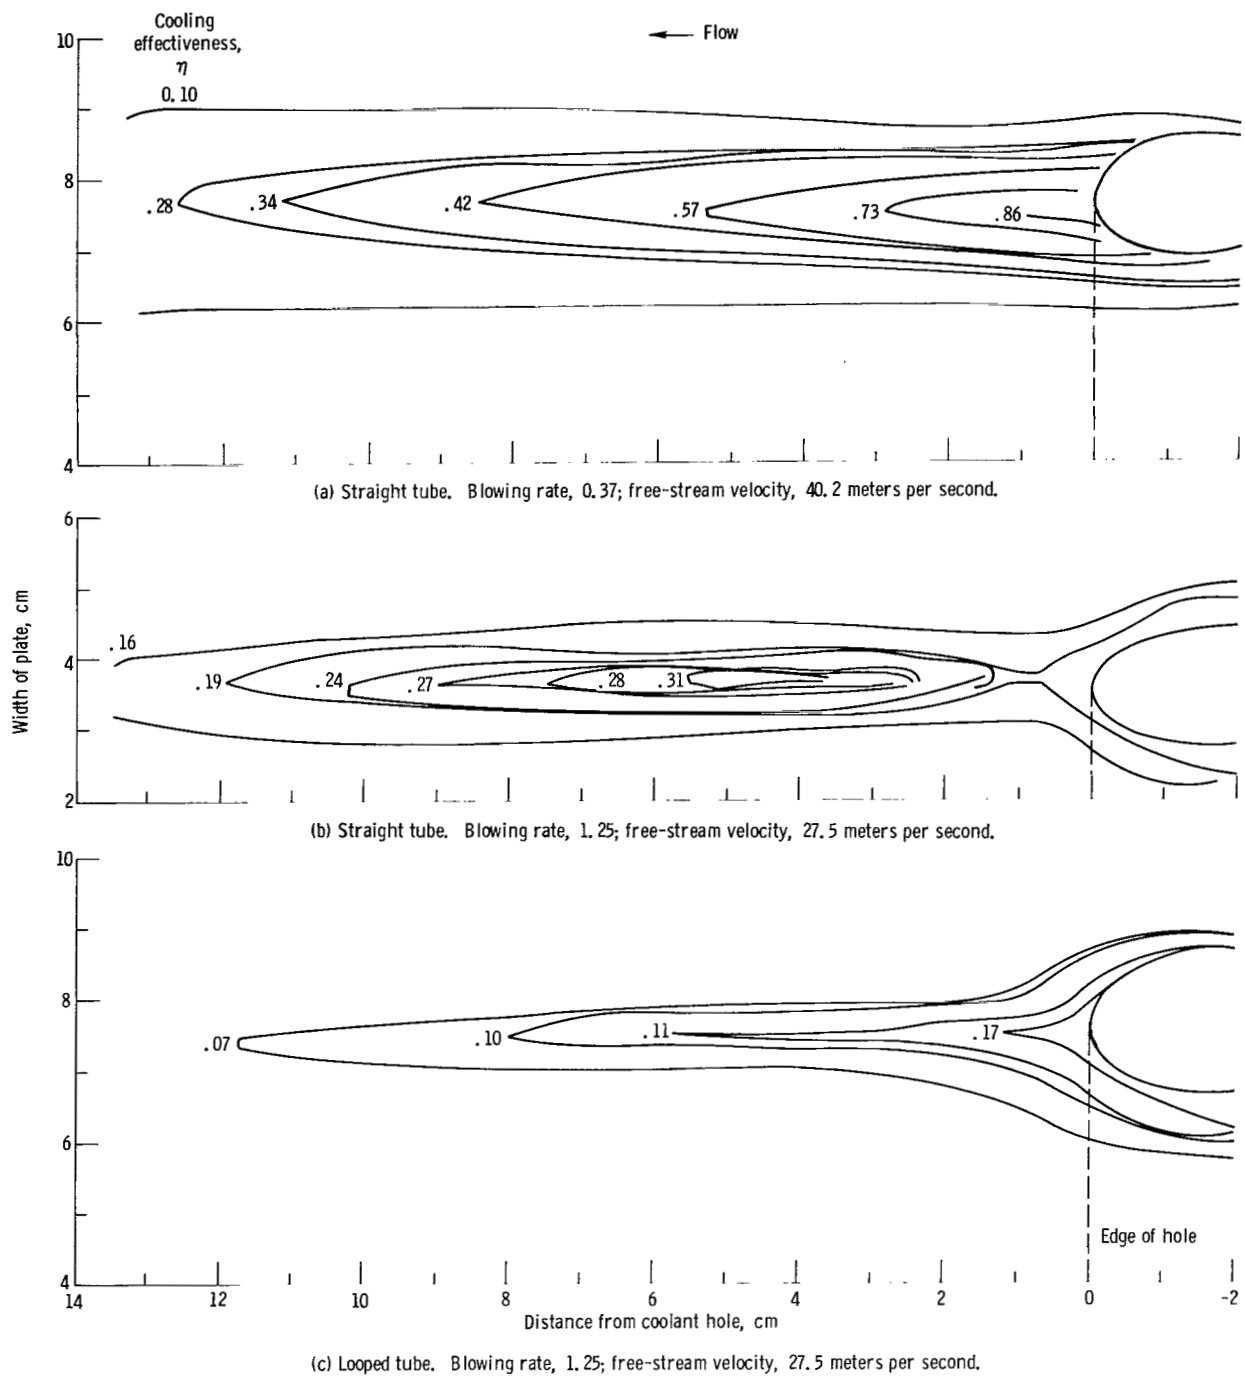 Cooling
effectiveness,
η
0.10
Flow
10
8
6
4
.28
.34
.42
.57
.73
.86
(a) Straight tube. Blowing rate, 0.37; free-stream velocity, 40.2 meters per second.
Width of plate, cm
6
4
2
.16
.19
.24
.27
.28
.31
(b) Straight tube. Blowing rate, 1.25; free-stream velocity, 27.5 meters per second.
10
8
6
4
.07
.10
.11
.17
Edge of hole
14 12 10 8 6 4 2 0 -2
Distance from coolant hole, cm
(c) Looped tube. Blowing rate, 1.25; free-stream velocity, 27.5 meters per second.